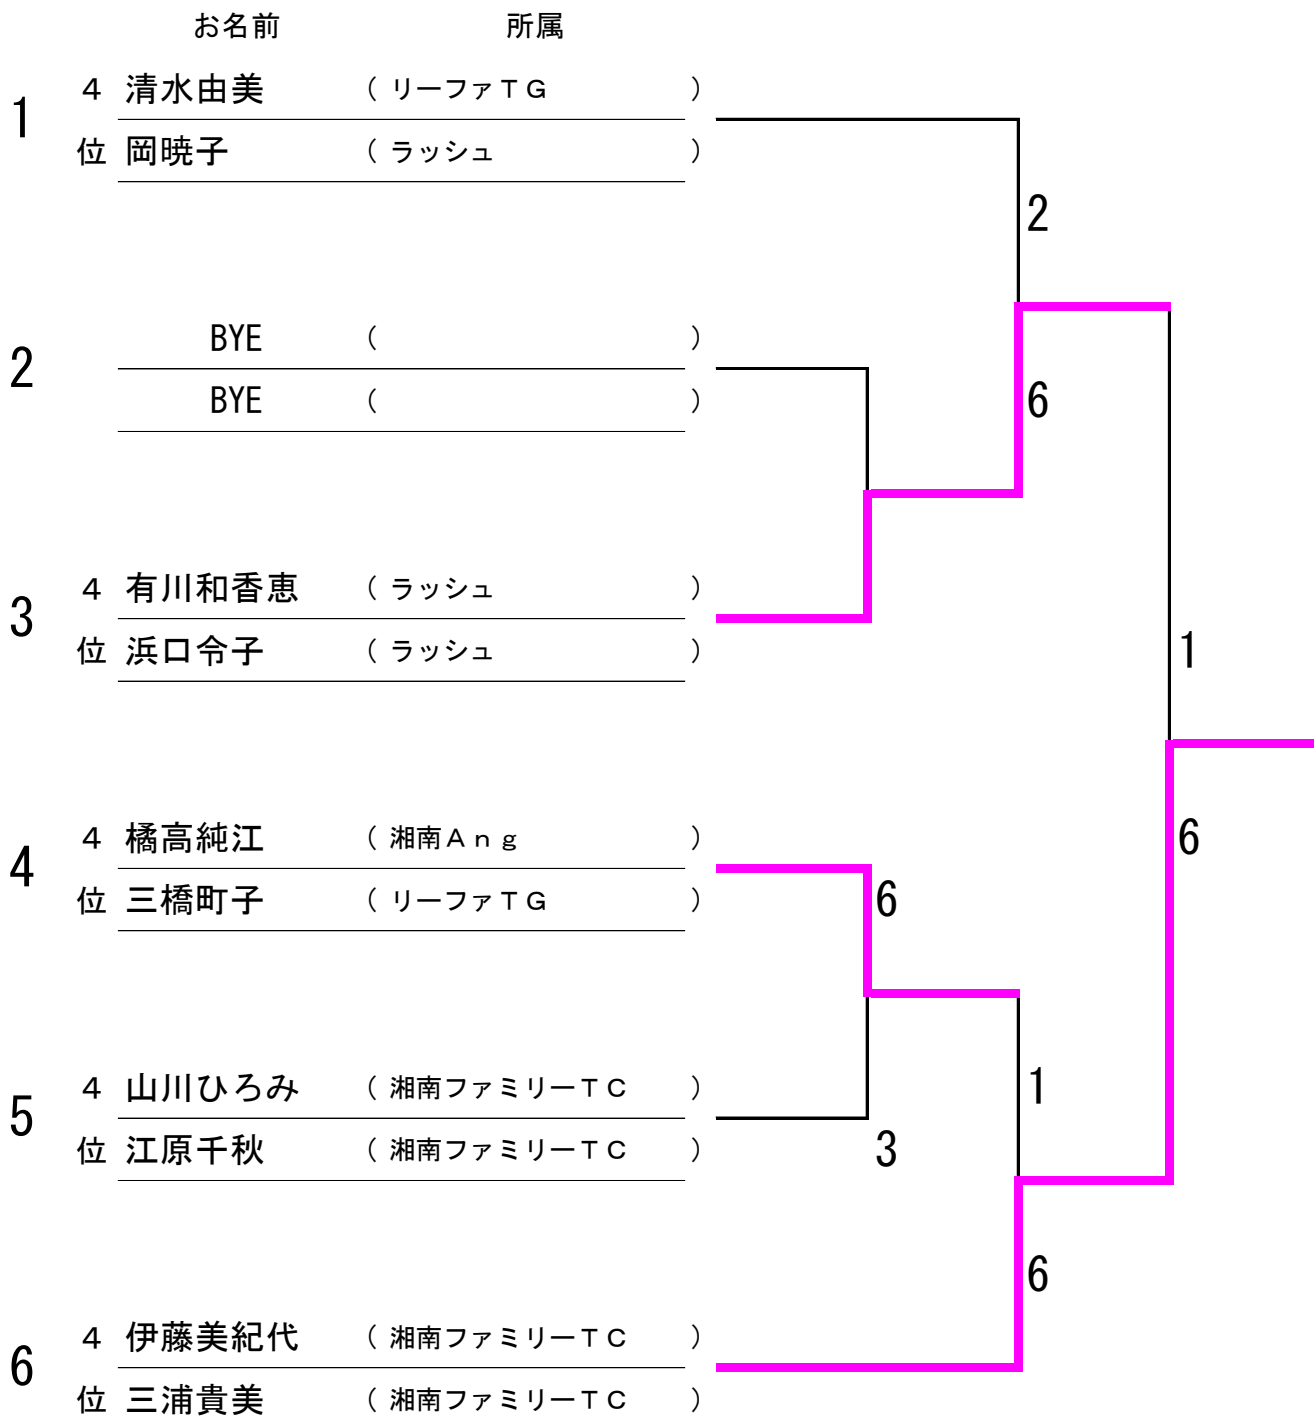 お名前 所属
4 清水由美 ( リーファTG )
1
位 岡暁子 ( ラッシュ )
2
BYE ( )
2
BYE ( )
6
4 有川和香恵 ( ラッシュ )
3
位 浜口令子 ( ラッシュ )
1
4 橘高純江 ( 湘南Ang )
6
4
位 三橋町子 ( リーファTG )
6
4 山川ひろみ ( 湘南ファミリーTC )
1
5
位 江原千秋 ( 湘南ファミリーTC )
3
6
4 伊藤美紀代 ( 湘南ファミリーTC )
6
位 三浦貴美 ( 湘南ファミリーTC )